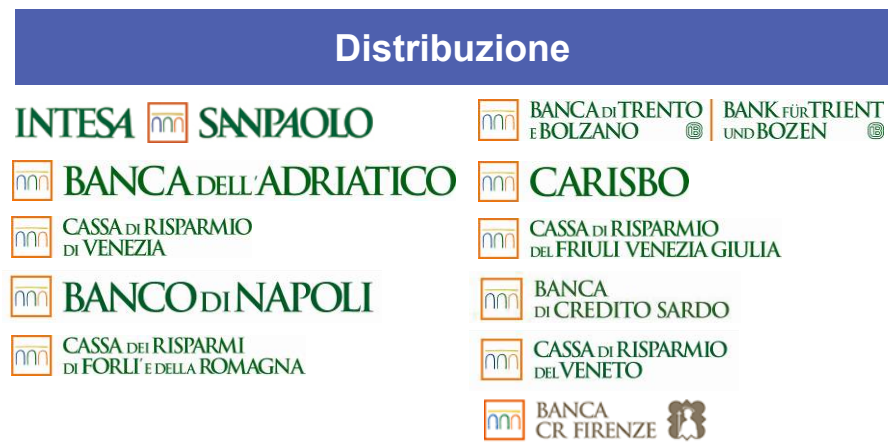 Distribuzione
INTESA SANPAOLO
BANCA DELL'ADRIATICO
CASSA DI RISPARMIO
DI VENEZIA
BANCO DI NAPOLI
CASSA DEI RISPARMI
DI FORLI' E DELLA ROMAGNA
BANCA DI TRENTO
E BOLZANO
BANK FÜR TRIENT
UND BOZEN
CARISBO
CASSA DI RISPARMIO
DEL FRIULI VENEZIA GIULIA
BANCA
DI CREDITO SARDO
CASSA DI RISPARMIO
DEL VENETO
BANCA
CR FIRENZE